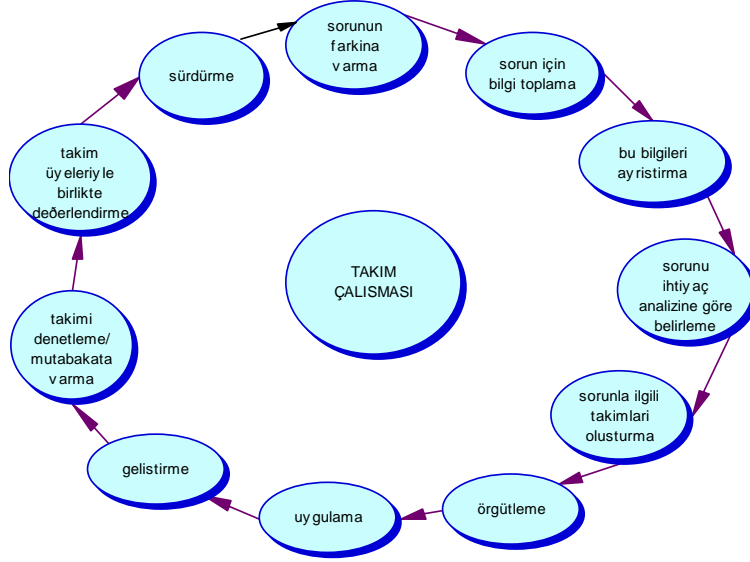 sorunun
farkina
varma
sorun için
bilgi toplama
bu bilgileri
ayristirma
sorunu
ihtiyaç
analizine göre
belirleme
sorunla ilgili
takimlari
olusturma
örgütleme
uygulama
gelistirme
takimi
denetleme/
mutabakata
varma
takim
üyeleriyle
birlikte
deðerlendirme
sürdürme
TAKIM
ÇALISMASI